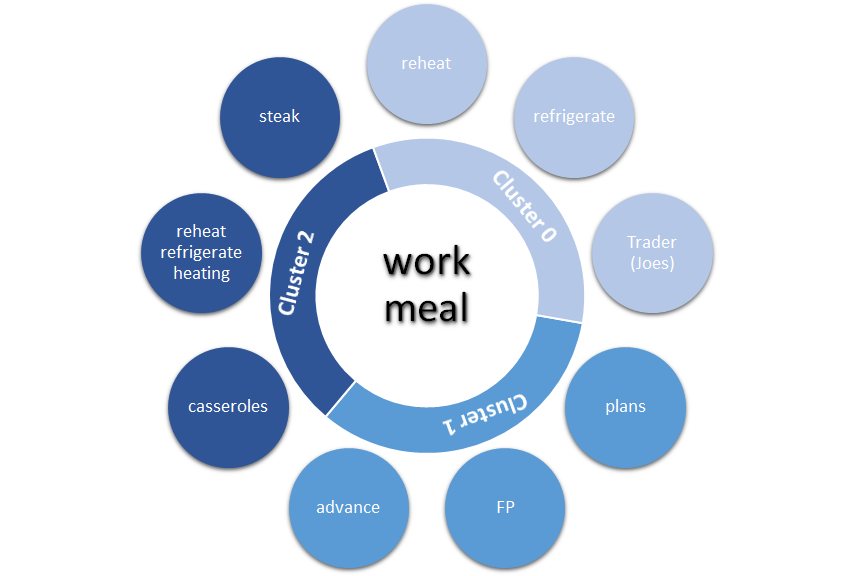 reheat
refrigerate
Trader
(Joes)
plans
FP
advance
casseroles
reheat
refrigerate
heating
steak
Cluster 0
Cluster 1
Cluster 2
work
meal